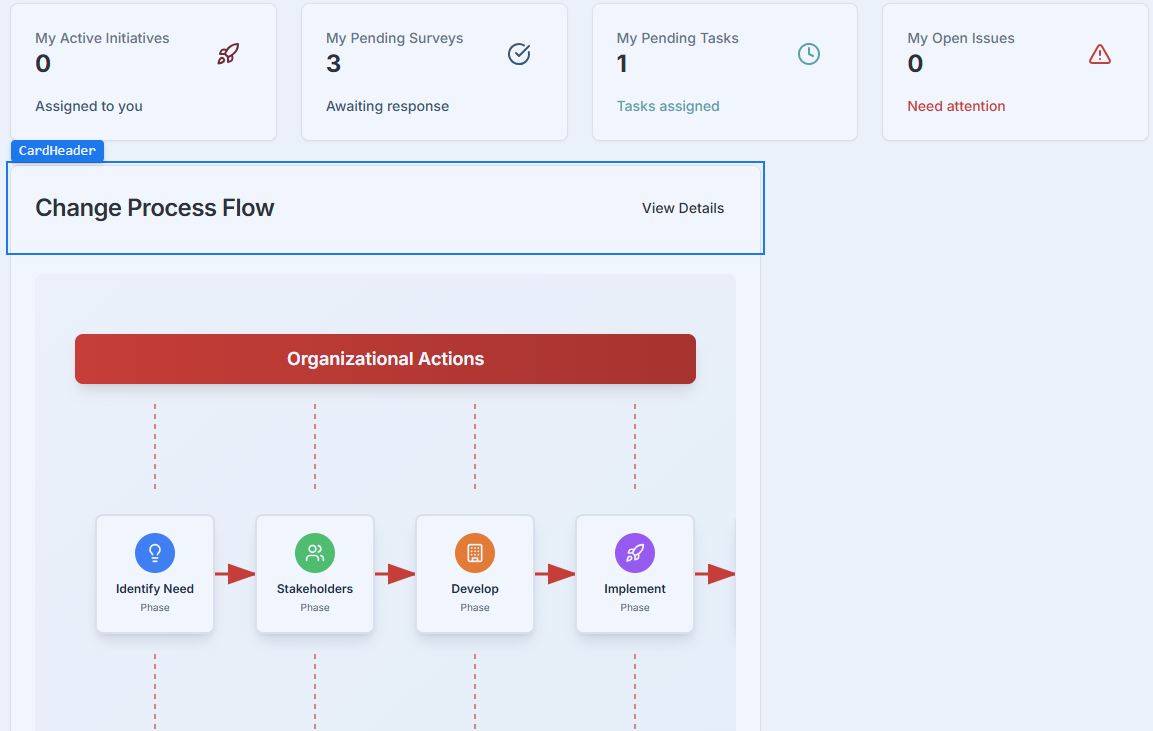 My Active Initiatives
0
Assigned to you
My Pending Surveys
3
Awaiting response
My Pending Tasks
1
Tasks assigned
My Open Issues
0
Need attention
CardHeader
Change Process Flow
View Details
Organizational Actions
Identify Need
Phase
Stakeholders
Phase
Develop
Phase
Implement
Phase